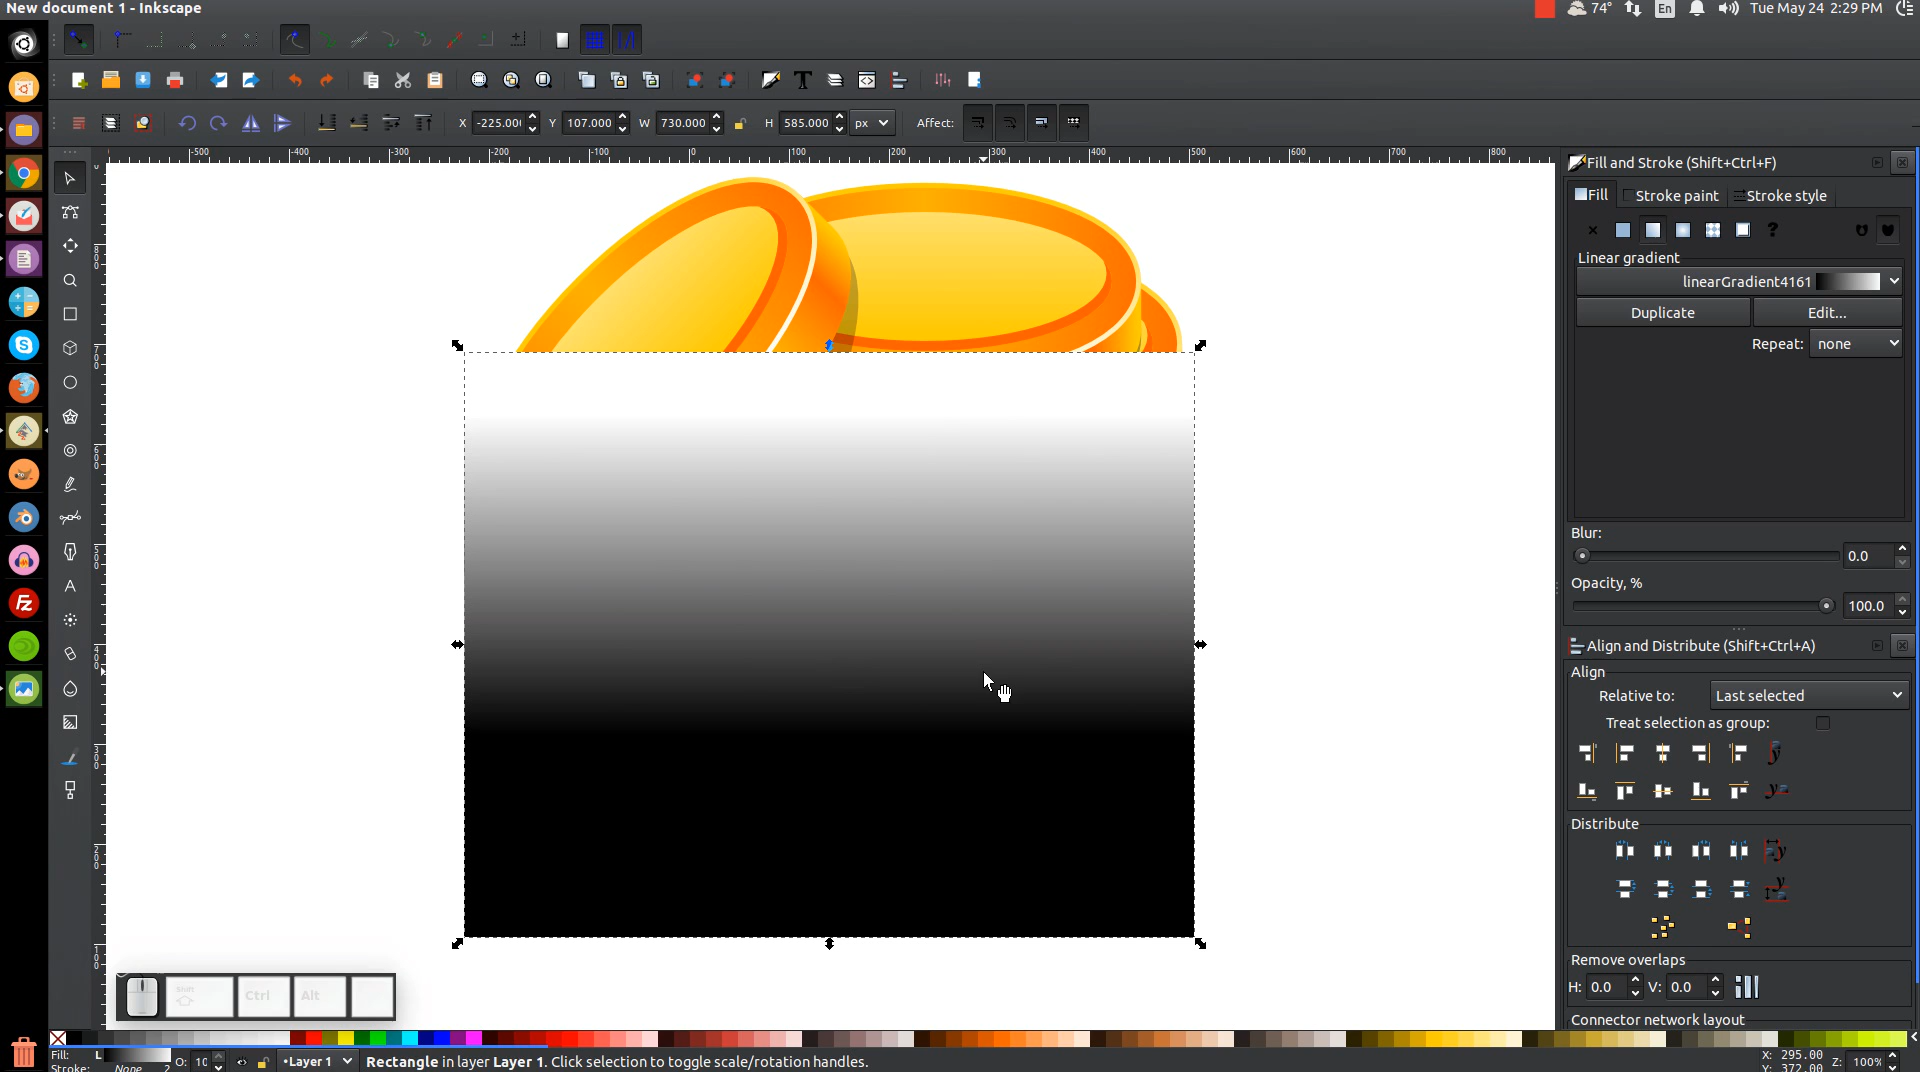 New document 1 - Inkscape
74° En Tue May 24 2:29 PM
X -225.00 Y 107.000 W 730.000 H 585.000 px Affect:
-500 -400 -300 -200 -100 0 100 200 300 400 500 600 700 800
Fill and Stroke (Shift+Ctrl+F)
Fill Stroke paint Stroke style
?
Linear gradient
linearGradient4161
Duplicate Edit...
Repeat: none
Blur:
0.0
Opacity, %
100.0
Align and Distribute (Shift+Ctrl+A)
Align
Relative to: Last selected
Treat selection as group:
Distribute
Remove overlaps
H: 0.0 V: 0.0
Connector network layout
Shift
Ctrl Alt
Fill: L O: 10 •Layer 1 Rectangle in layer Layer 1. Click selection to toggle scale/rotation handles.
Stroke: None 2
X: 295.00
Y: 372.00
Z: 100%